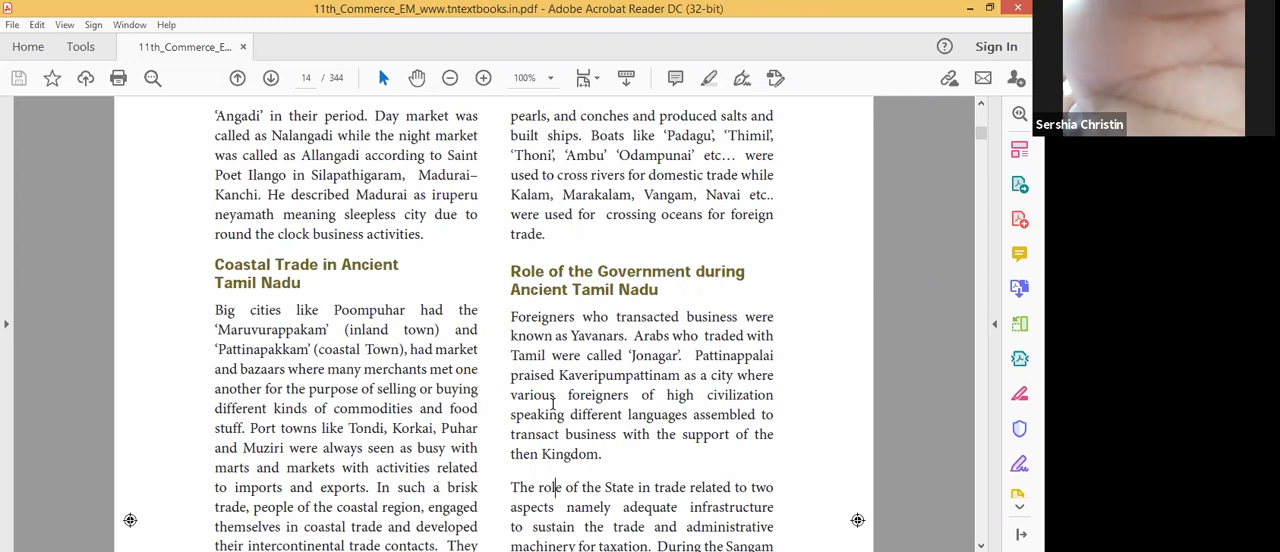 11th_Commerce_EM_www.tntextbooks.in.pdf - Adobe Acrobat Reader DC (32-bit)
File Edit View Sign Window Help
Home Tools 11th_Commerce_E... × Sign In
14 / 344 100%
Sershia Christin
‘Angadi’ in their period. Day market was
called as Nalangadi while the night market
was called as Allangadi according to Saint
Poet Ilango in Silapathigaram, Madurai–
Kanchi. He described Madurai as iruperu
neyamath meaning sleepless city due to
round the clock business activities.
Coastal Trade in Ancient
Tamil Nadu
Big cities like Poompuhar had the
‘Maruvurappakam’ (inland town) and
‘Pattinapakkam’ (coastal Town), had market
and bazaars where many merchants met one
another for the purpose of selling or buying
different kinds of commodities and food
stuff. Port towns like Tondi, Korkai, Puhar
and Muziri were always seen as busy with
marts and markets with activities related
to imports and exports. In such a brisk
trade, people of the coastal region, engaged
themselves in coastal trade and developed
their intercontinental trade contacts. They
pearls, and conches and produced salts and
built ships. Boats like ‘Padagu’, ‘Thimil’,
‘Thoni’, ‘Ambu’ ‘Odampunai’ etc… were
used to cross rivers for domestic trade while
Kalam, Marakalam, Vangam, Navai etc..
were used for crossing oceans for foreign
trade.
Role of the Government during
Ancient Tamil Nadu
Foreigners who transacted business were
known as Yavanars. Arabs who traded with
Tamil were called ‘Jonagar’. Pattinappalai
praised Kaveripumpattinam as a city where
various foreigners of high civilization
speaking different languages assembled to
transact business with the support of the
then Kingdom.
The role of the State in trade related to two
aspects namely adequate infrastructure
to sustain the trade and administrative
machinery for taxation. During the Sangam